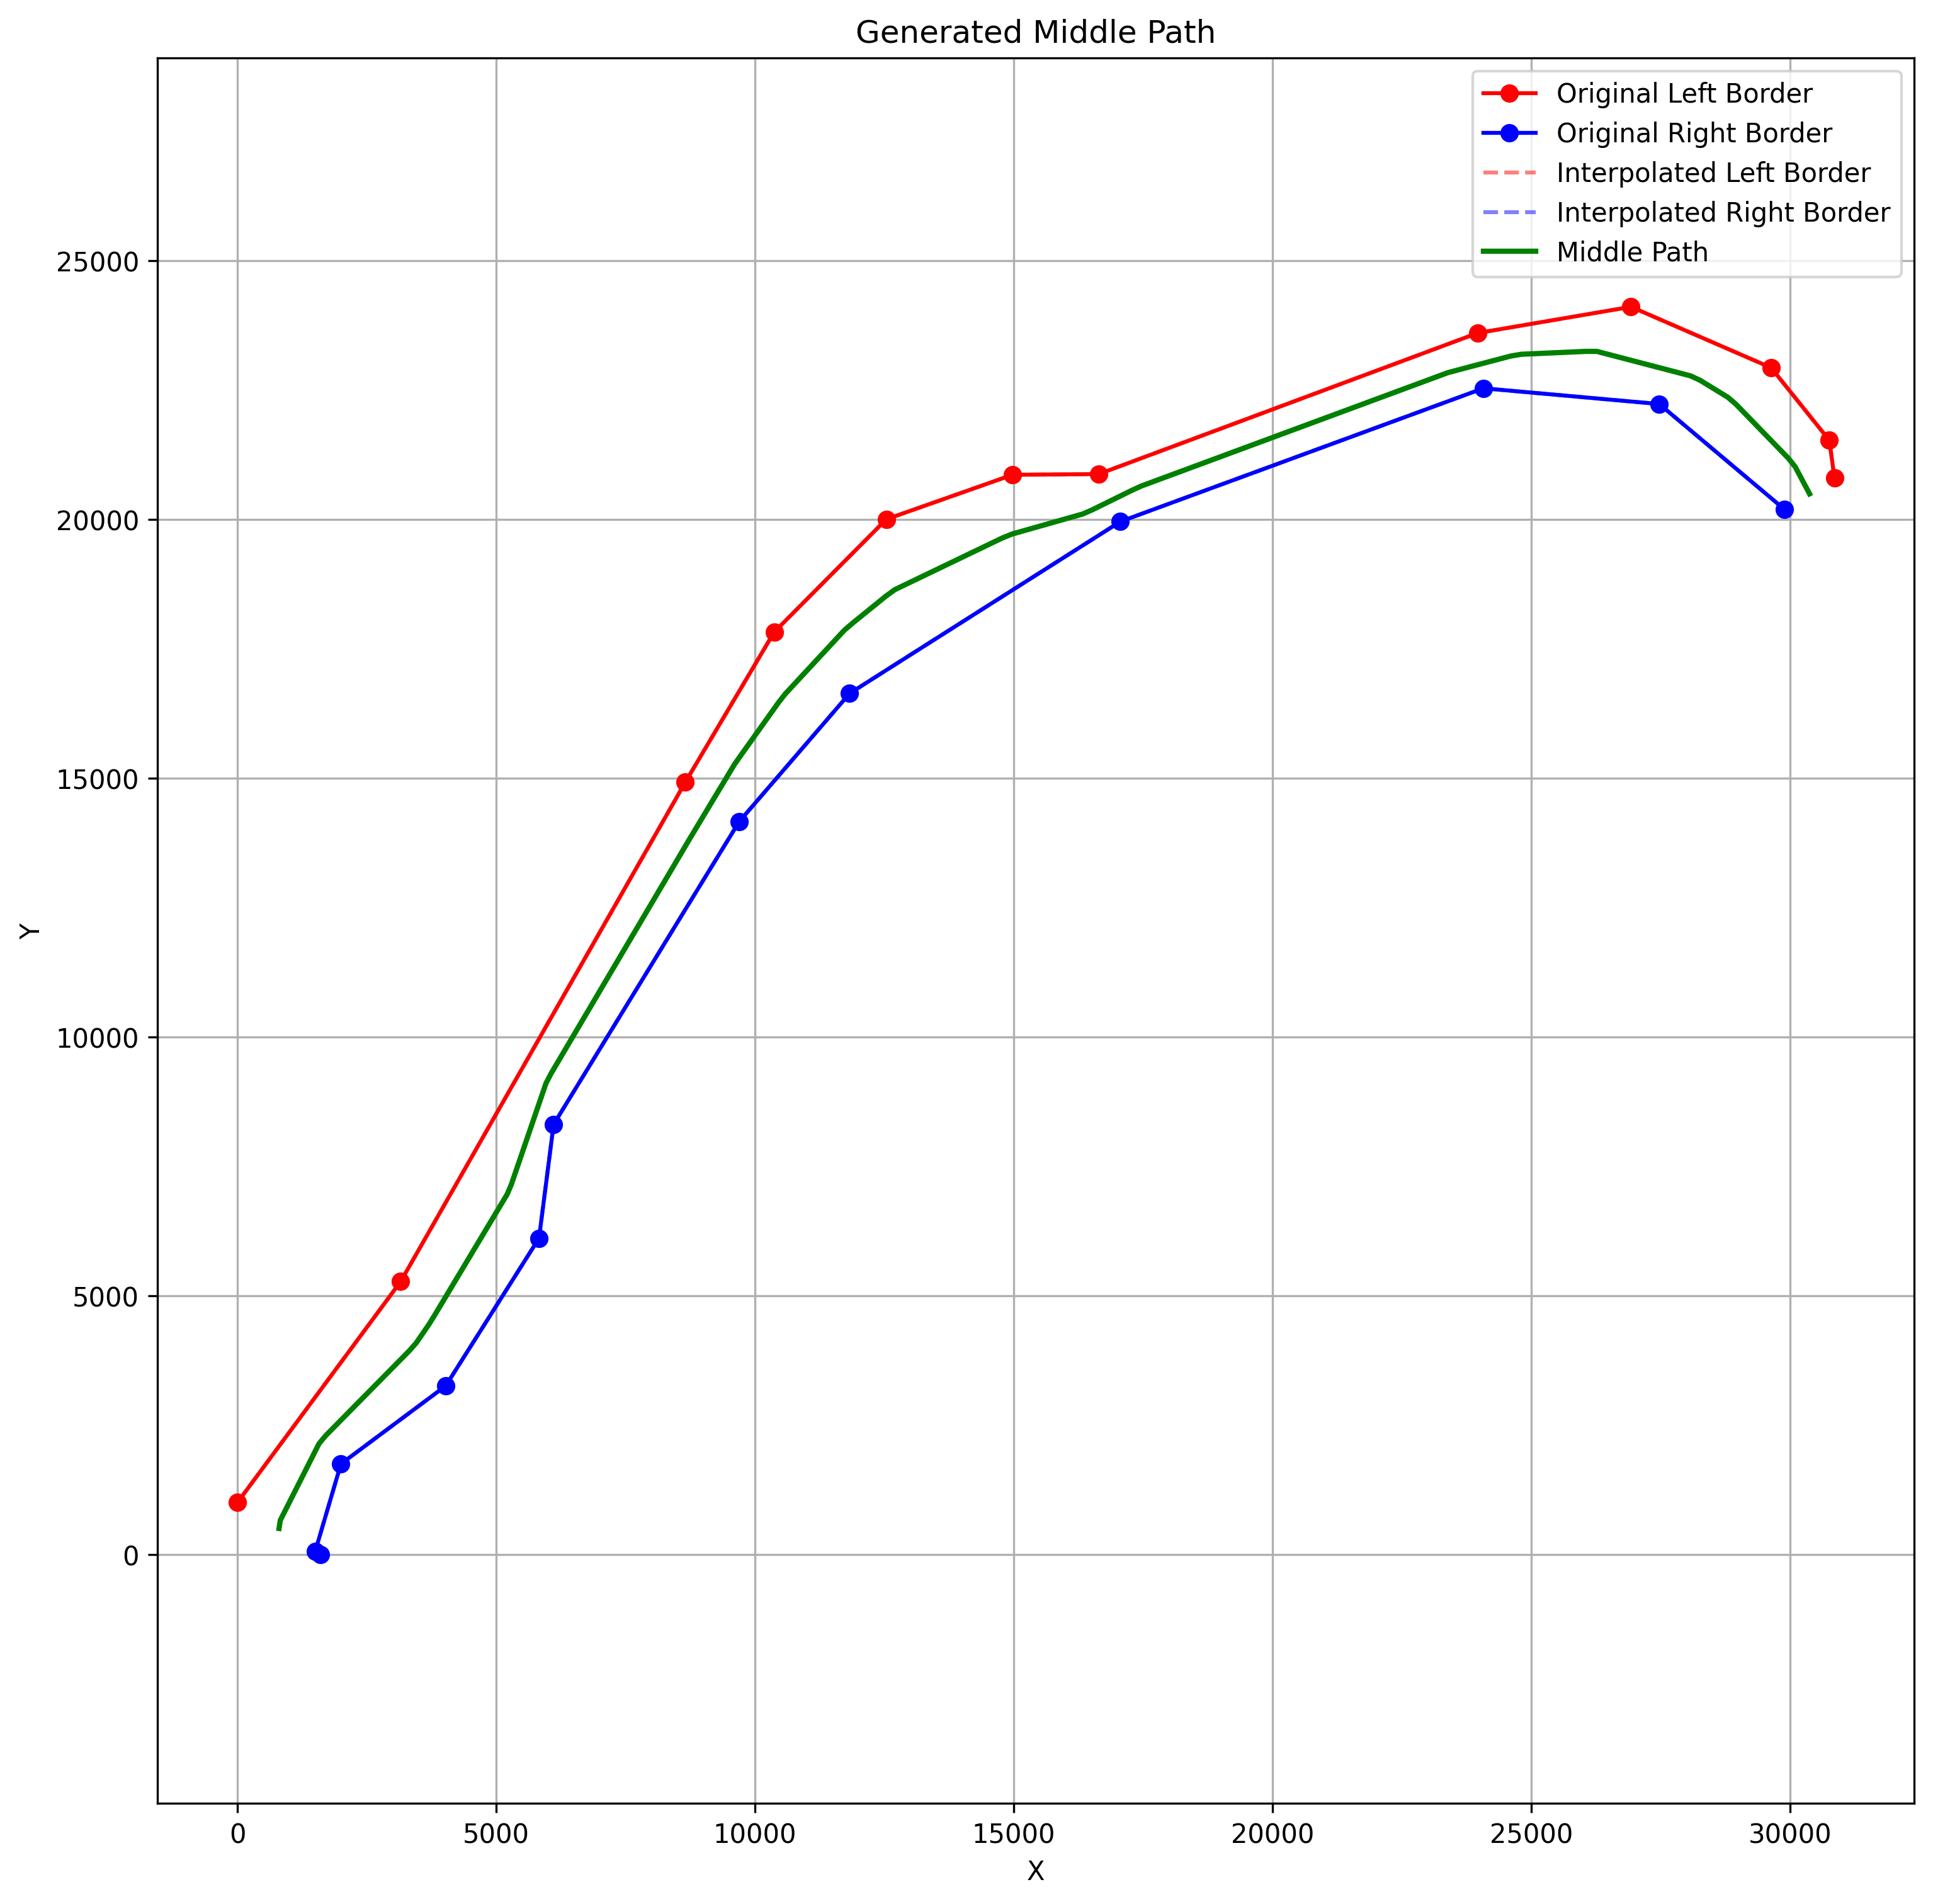 Generated Middle Path
Original Left Border
Original Right Border
Interpolated Left Border
Interpolated Right Border
Middle Path
25000
20000
15000
10000
5000
0
Y
0 5000 10000 15000 20000 25000 30000
X